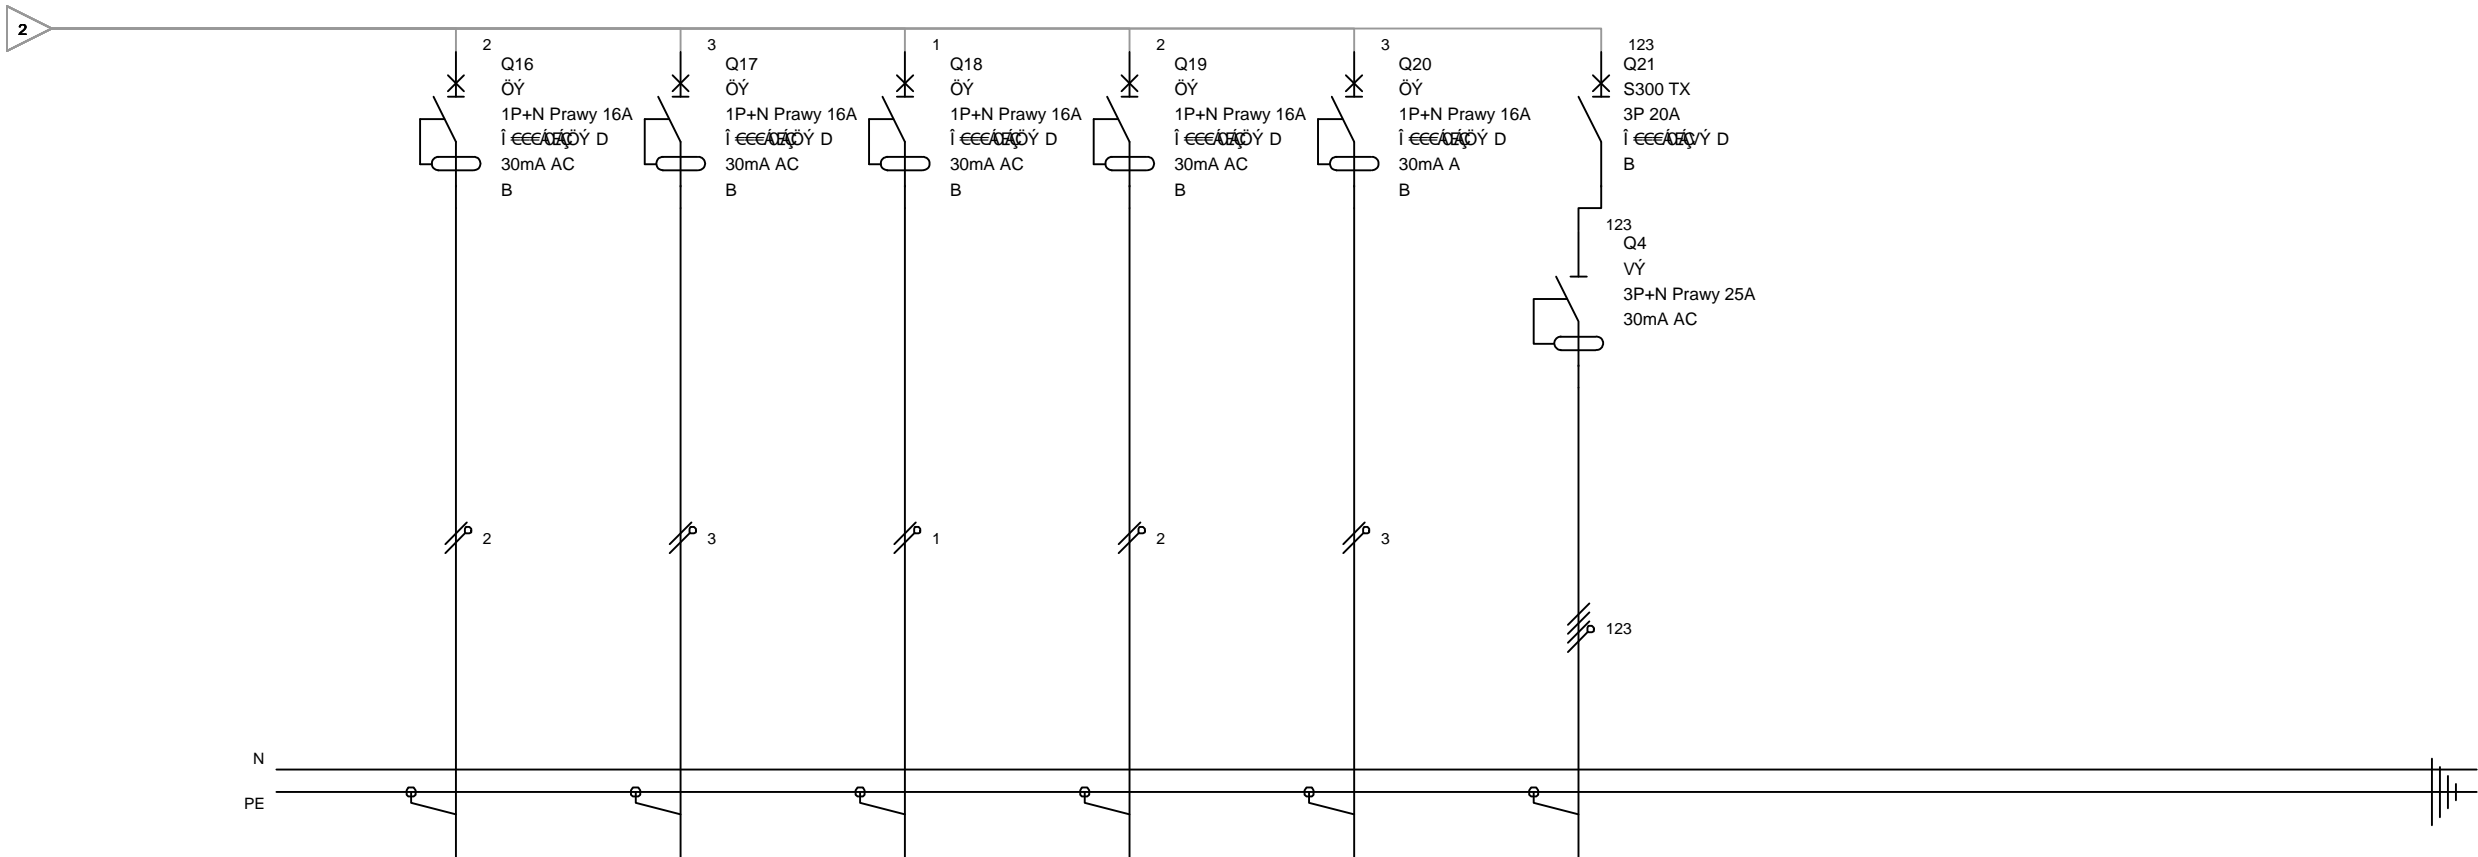 2
2
Q16
ÖÝ
1P+N Prawy 16A
Î D
30mA AC
B
3
Q17
ÖÝ
1P+N Prawy 16A
Î D
30mA AC
B
1
Q18
ÖÝ
1P+N Prawy 16A
Î D
30mA AC
B
2
Q19
ÖÝ
1P+N Prawy 16A
Î D
30mA AC
B
3
Q20
ÖÝ
1P+N Prawy 16A
Î D
30mA A
B
123
Q21
S300 TX
3P 20A
Î D
B
123
Q4
VÝ
3P+N Prawy 25A
30mA AC
2
3
1
2
3
123
N
PE